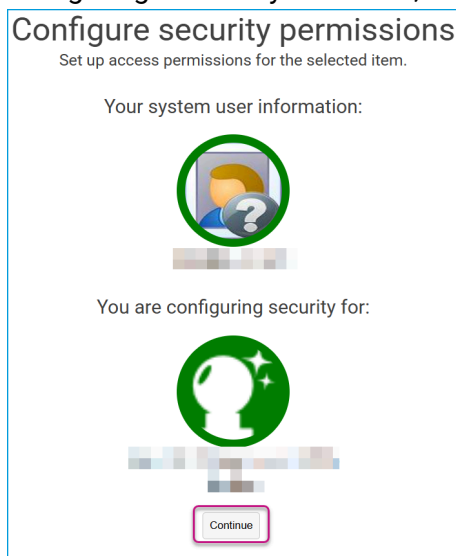 Configure security permissions
Set up access permissions for the selected item.
Your system user information:
?
You are configuring security for:
Continue